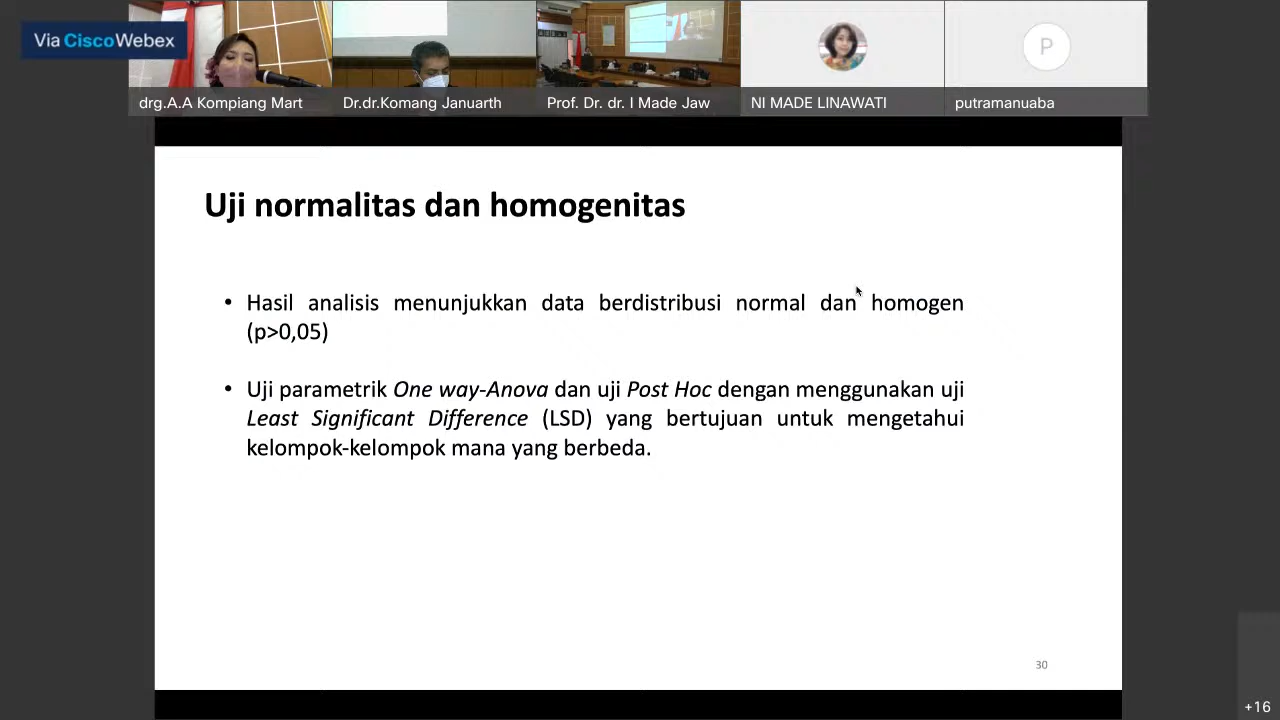 Via Cisco Webex
drg.A.A Kompiang Mart
Dr.dr.Komang Januarth
Prof. Dr. dr. I Made Jaw
NI MADE LINAWATI
P
putramanuaba
Uji normalitas dan homogenitas
• Hasil analisis menunjukkan data berdistribusi normal dan homogen
(p>0,05)
• Uji parametrik One way-Anova dan uji Post Hoc dengan menggunakan uji
Least Significant Difference (LSD) yang bertujuan untuk mengetahui
kelompok-kelompok mana yang berbeda.
30
+16